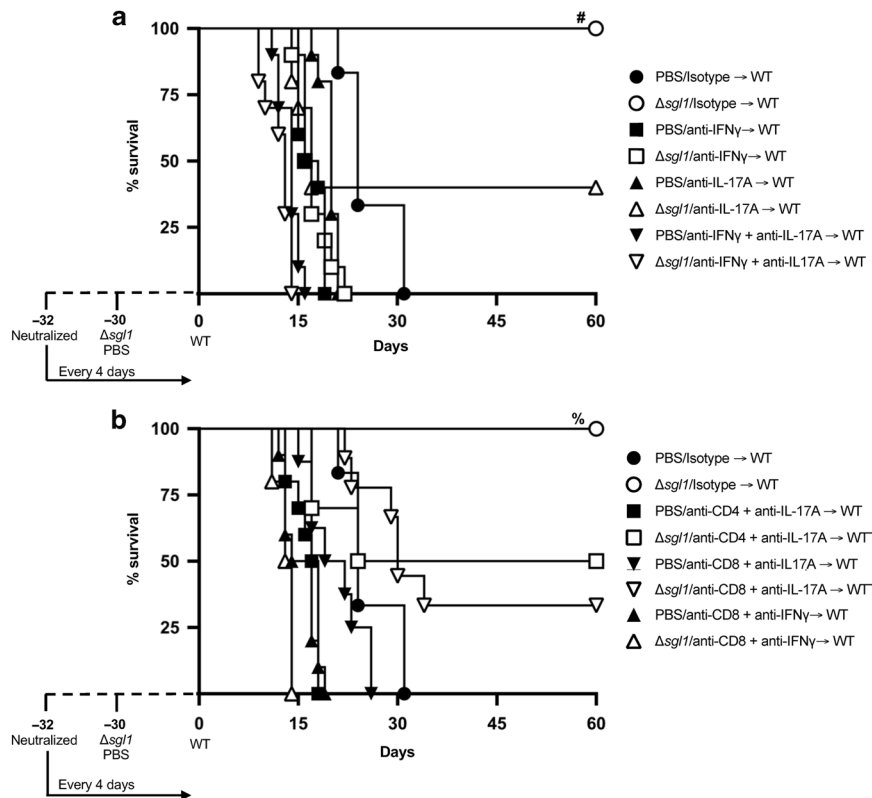 a
#
100
75
50
25
% survival
−32
Neutralized
−30
Δsgl1
PBS
Every 4 days
0
15
30
45
60
WT
Days
PBS/Isotype → WT
Δsgl1/Isotype → WT
PBS/anti-IFNγ → WT
Δsgl1/anti-IFNγ → WT
PBS/anti-IL-17A → WT
Δsgl1/anti-IL-17A → WT
PBS/anti-IFNγ + anti-IL-17A → WT
Δsgl1/anti-IFNγ + anti-IL17A → WT
b
%
100
75
50
25
% survival
−32
Neutralized
−30
Δsgl1
PBS
Every 4 days
0
15
30
45
60
WT
Days
PBS/Isotype → WT
Δsgl1/Isotype → WT
PBS/anti-CD4 + anti-IL-17A → WT
Δsgl1/anti-CD4 + anti-IL-17A → WT
PBS/anti-CD8 + anti-IL17A → WT
Δsgl1/anti-CD8 + anti-IL-17A → WT
PBS/anti-CD8 + anti-IFNγ → WT
Δsgl1/anti-CD8 + anti-IFNγ → WT